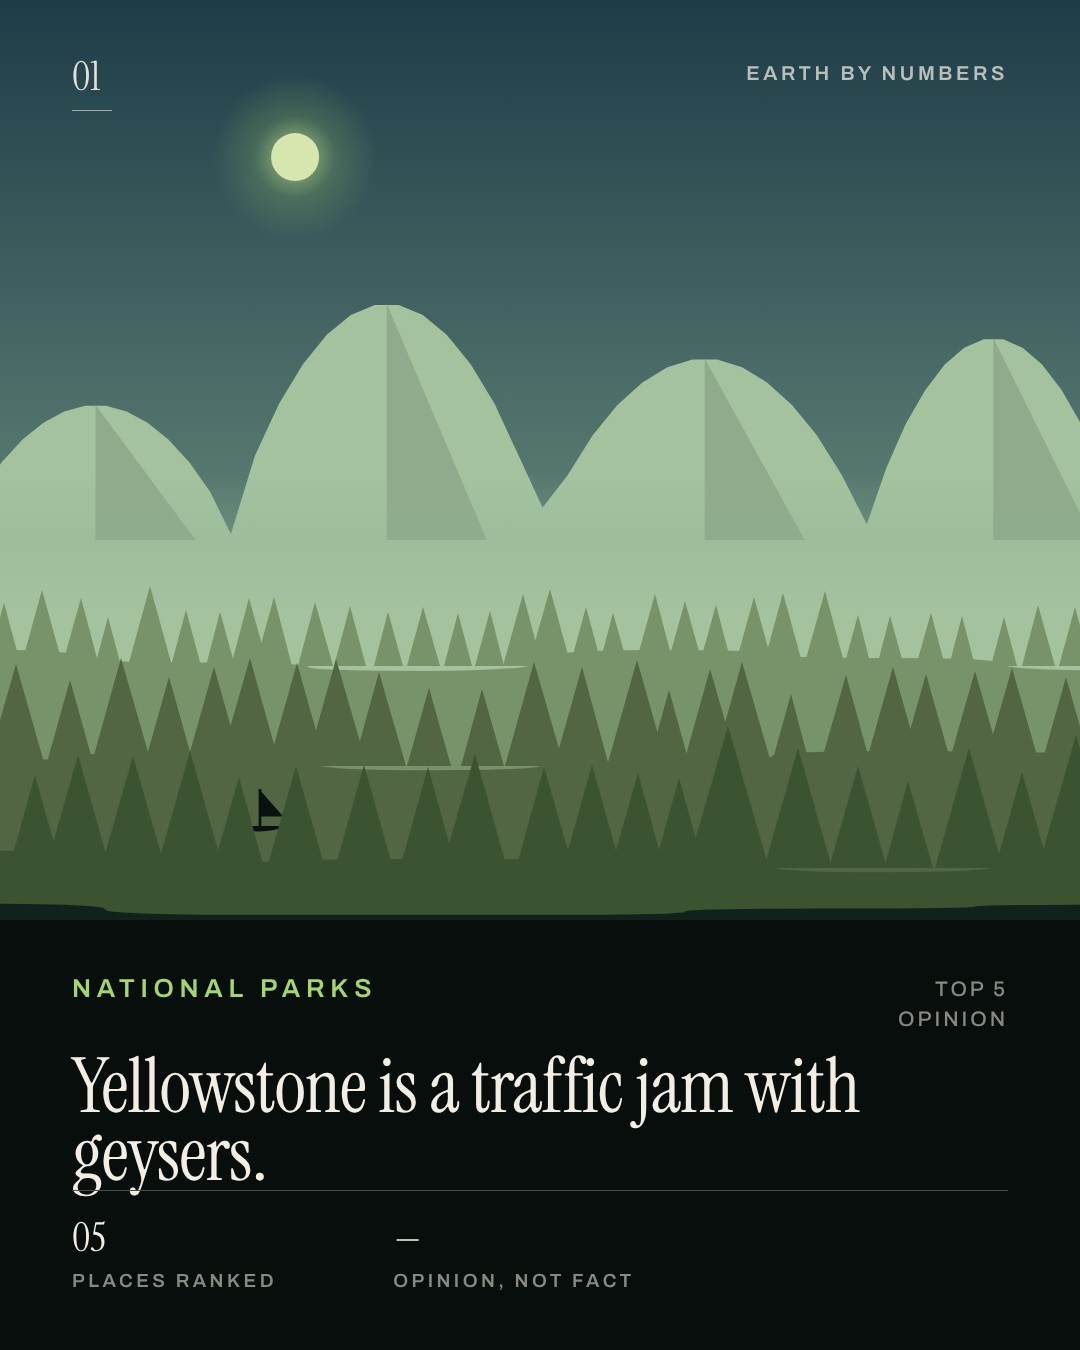 01
EARTH BY NUMBERS
NATIONAL PARKS
TOP 5
OPINION
Yellowstone is a traffic jam with
geysers.
05
—
PLACES RANKED
OPINION, NOT FACT